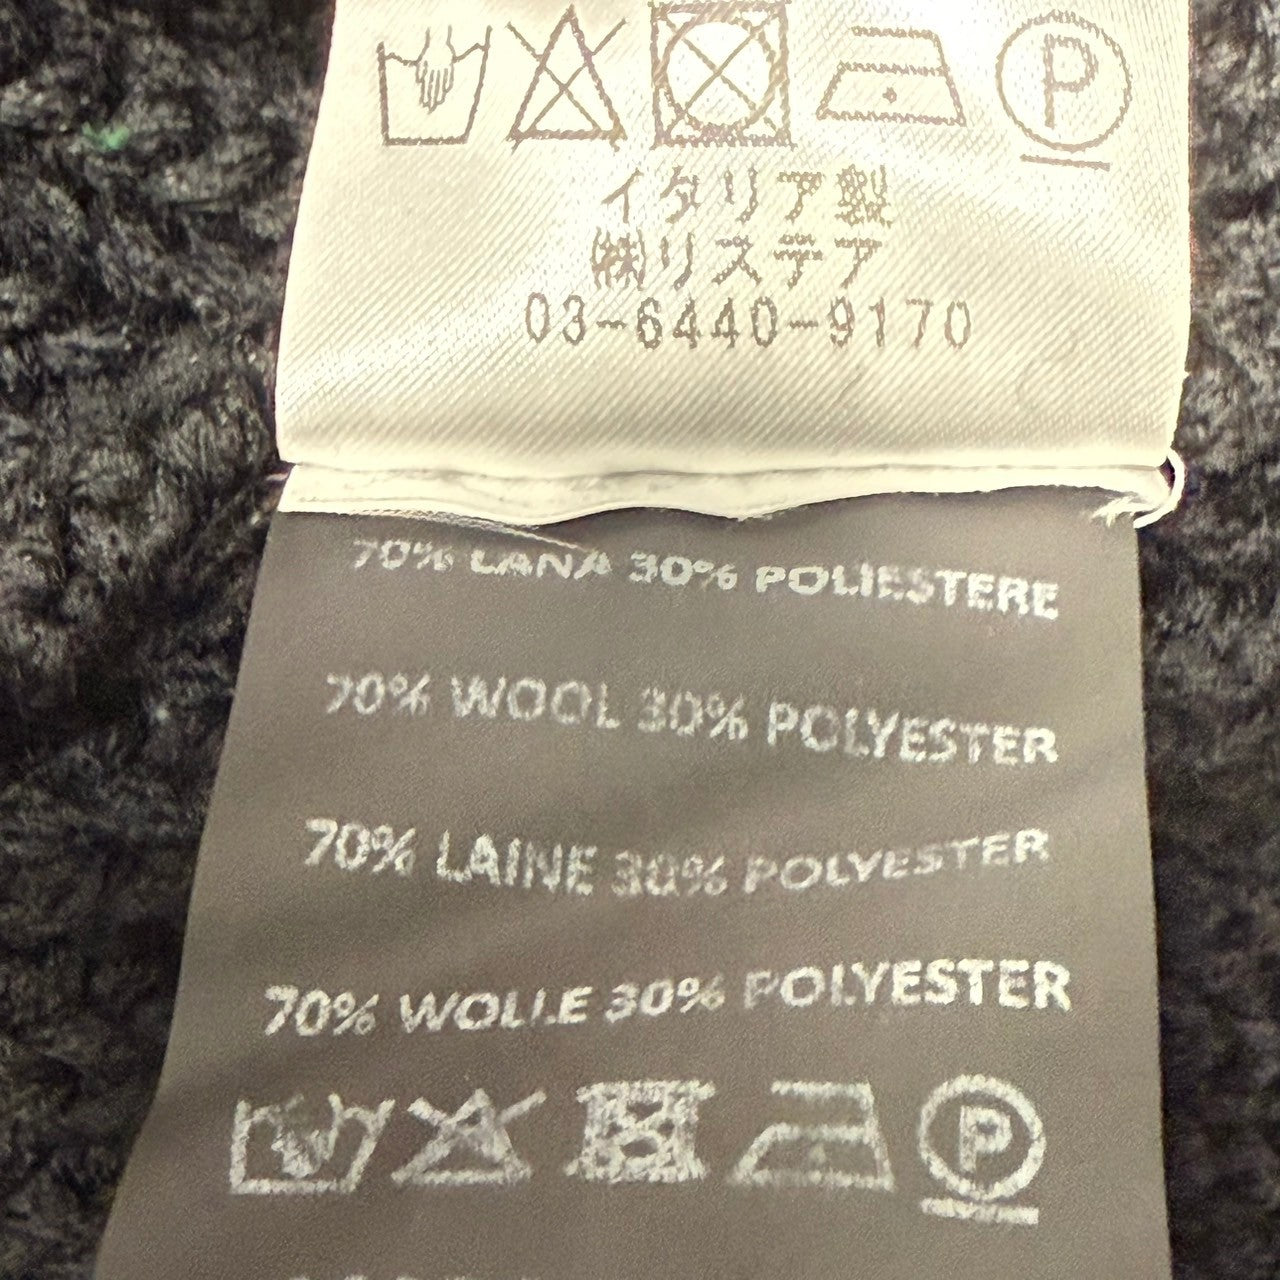 P
イタリア製
㈱リステア
03-6440-9170
70% LANA 30% POLIESTERE
70% WOOL 30% POLYESTER
70% LAINE 30% POLYESTER
70% WOLLE 30% POLYESTER
P